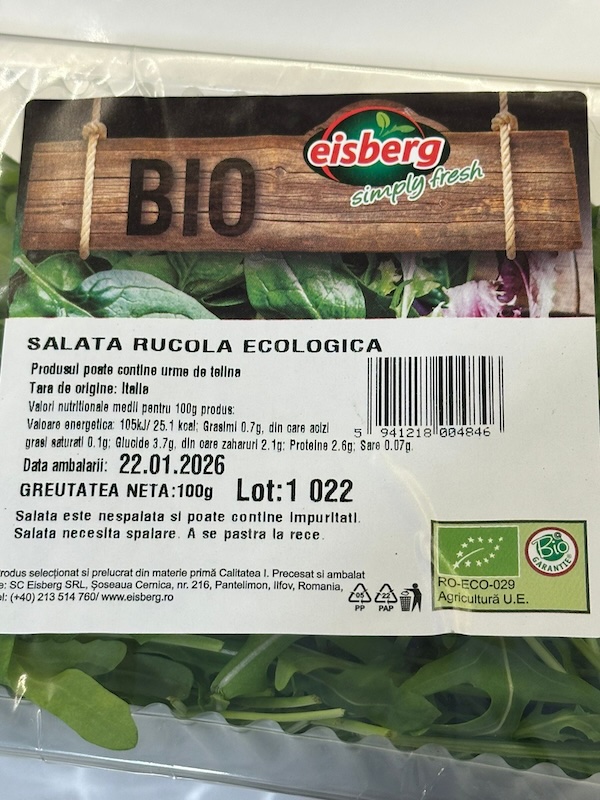 eisberg
simply fresh
BIO
SALATA RUCOLA ECOLOGICA
Produsul poate contine urme de telina
Tara de origine: Italia
Valori nutritionale medii pentru 100g produs:
Valoare energetica: 105kJ/ 25.1 kcal; Grasimi 0.7g, din care acizi
grasi saturati 0.1g; Glucide 3.7g, din care zaharuri 2.1g; Proteine 2.6g; Sare 0.07g.
5 941218 004846
Data ambalarii: 22.01.2026
GREUTATEA NETA:100g Lot:1 022
Salata este nespalata si poate contine impuritati.
Salata necesita spalare. A se pastra la rece.
rodus selecționat și prelucrat din materie primă Calitatea I. Procesat si ambalat
e: SC Eisberg SRL, Șoseaua Cernica, nr. 216, Pantelimon, Ilfov, Romania,
el: (+40) 213 514 760/ www.eisberg.ro
05 22
PP PAP
Bio
GARANTIE
RO-ECO-029
Agricultură U.E.